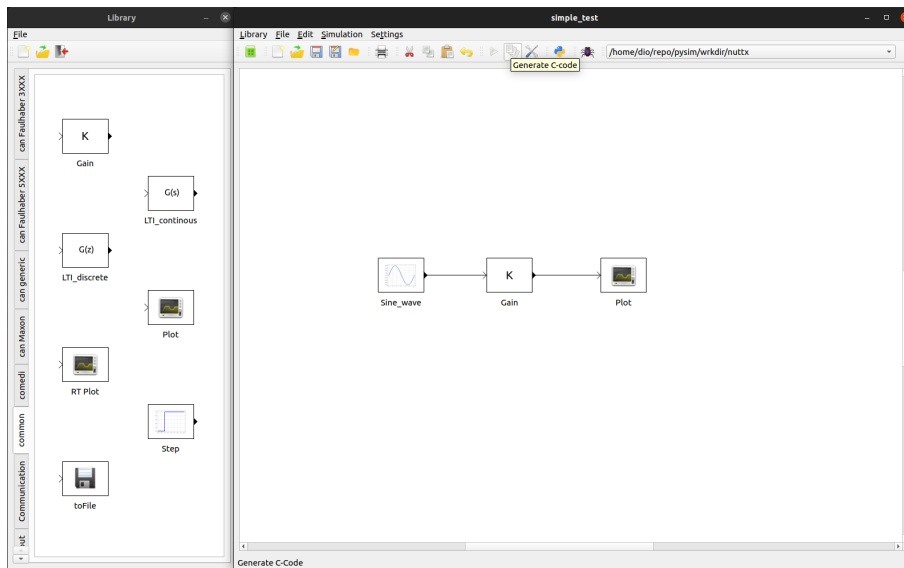 Library
File
can Faulhaber 3XXX
can Faulhaber 5XXX
can generic
can Maxon
comedi
common
Communication
K
Gain
G(s)
LTI_continous
G(z)
LTI_discrete
Plot
RT Plot
Step
toFile
simple_test
Library File Edit Simulation Settings
/home/dio/repo/pysim/wrkdir/nuttx
Generate C-code
K
Sine_wave Gain Plot
Generate C-Code